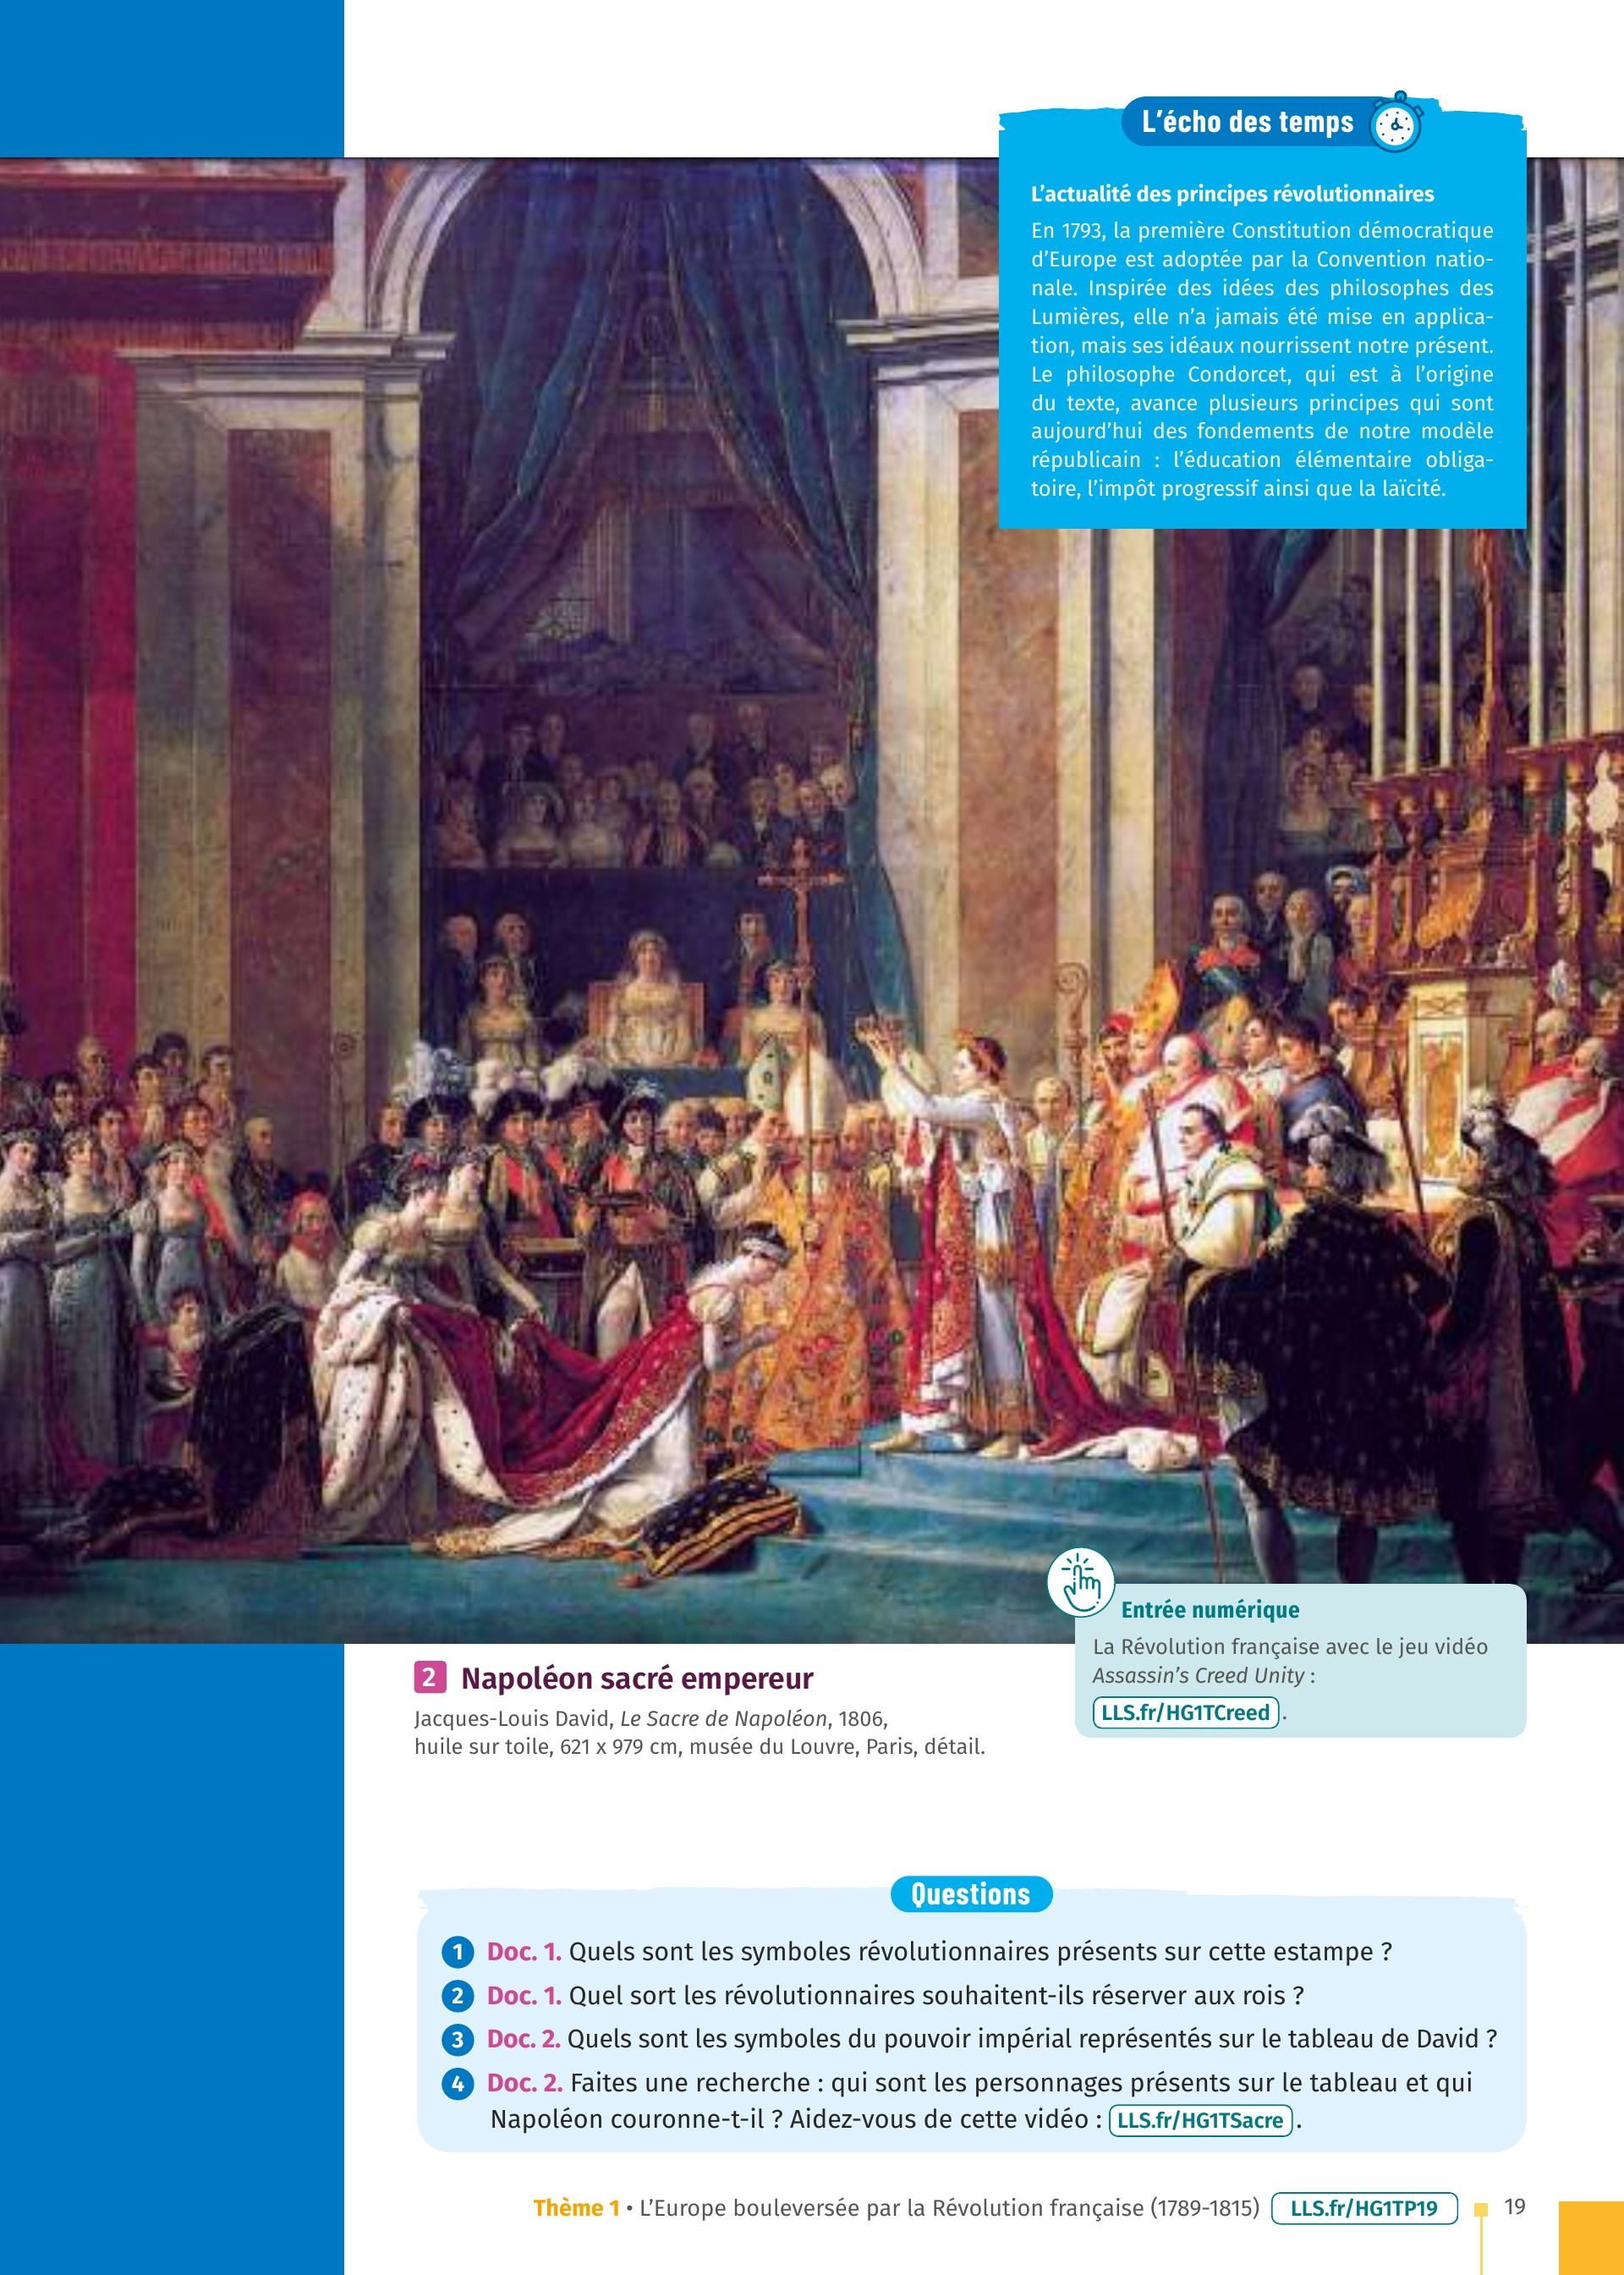 L'écho des temps
L'actualité des principes révolutionnaires
En 1793, la première Constitution démocratique
d'Europe est adoptée par la Convention natio-
nale. Inspirée des idées des philosophes des
Lumières, elle n'a jamais été mise en applica-
tion, mais ses idéaux nourrissent notre présent.
Le philosophe Condorcet, qui est à l'origine
du texte, avance plusieurs principes qui sont
aujourd'hui des fondements de notre modèle
républicain : l'éducation élémentaire obliga-
toire, l'impôt progressif ainsi que la laïcité.
Entrée numérique
La Révolution française avec le jeu vidéo
Assassin's Creed Unity :
LLS.fr/HG1TCreed.
2 Napoléon sacré empereur
Jacques-Louis David, Le Sacre de Napoléon, 1806,
huile sur toile, 621 x 979 cm, musée du Louvre, Paris, détail.
Questions
1 Doc. 1. Quels sont les symboles révolutionnaires présents sur cette estampe ?
2 Doc. 1. Quel sort les révolutionnaires souhaitent-ils réserver aux rois ?
3 Doc. 2. Quels sont les symboles du pouvoir impérial représentés sur le tableau de David ?
4 Doc. 2. Faites une recherche : qui sont les personnages présents sur le tableau et qui
Napoléon couronne-t-il ? Aidez-vous de cette vidéo : LLS.fr/HG1TSacre.
Thème 1 • L'Europe bouleversée par la Révolution française (1789-1815) LLS.fr/HG1TP19 19